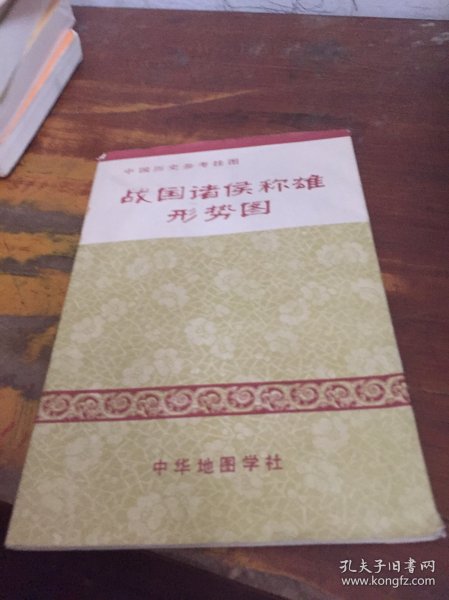 中国历史参考挂图
战国诸侯称雄
形势图
中华地图学社
孔夫子旧书网
www.kongfz.com